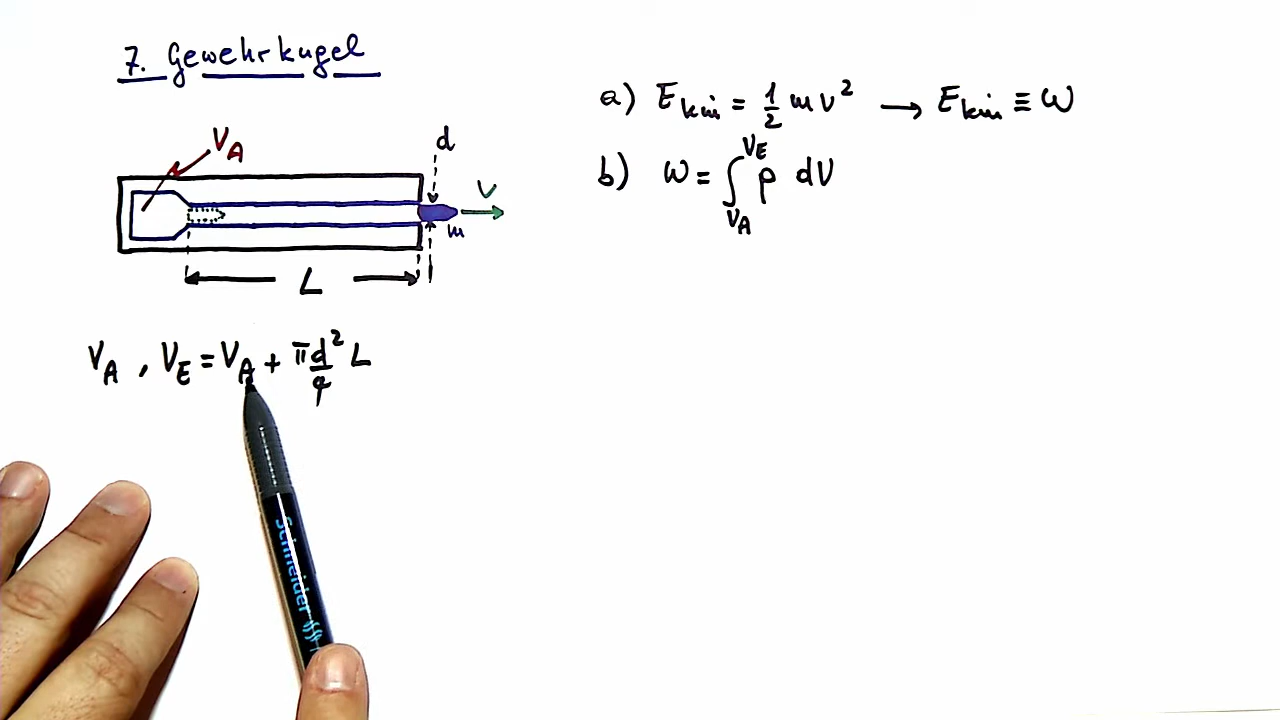 7. Gewehrkugel
V_A
d
v
m
L
V_A , V_E = V_A + πd²/4 L
a) E_kin = 1/2 m v² → E_kin ≡ W
b) W = ∫_{V_A}^{V_E} p dV
Schneider